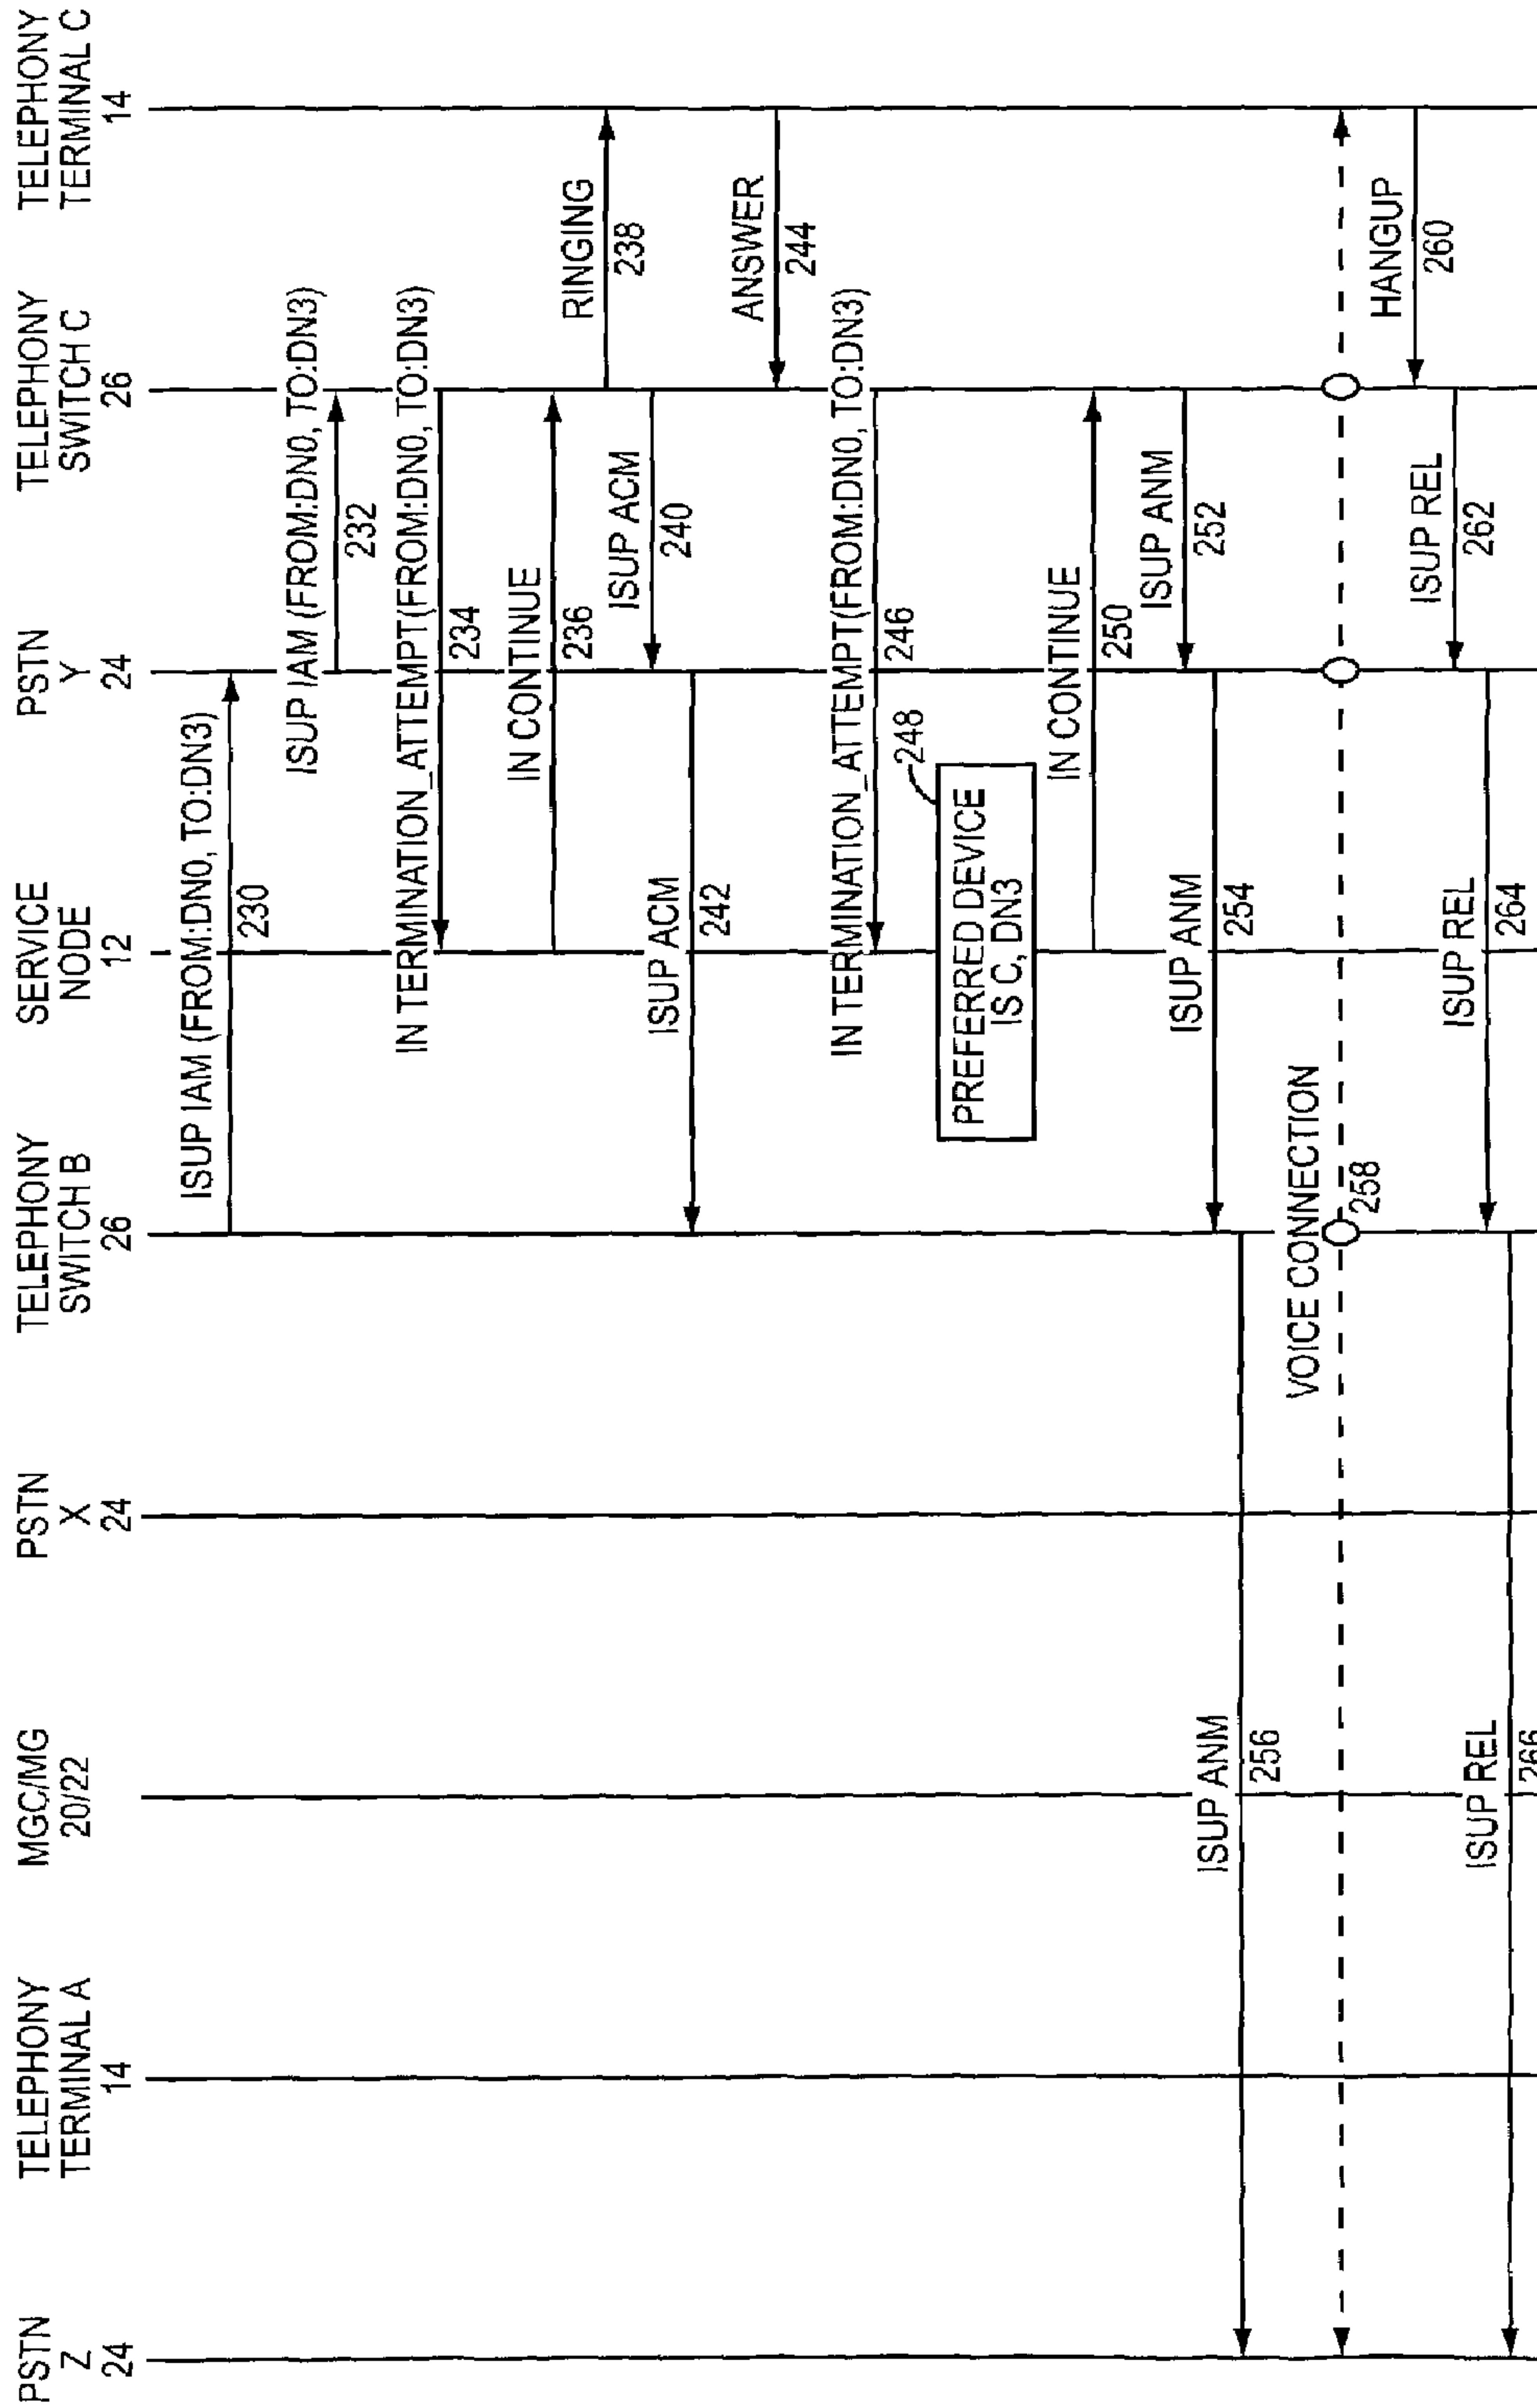 PSTN
Z
24
TELEPHONY
TERMINAL A
14
MGC/MG
20/22
PSTN
X
24
TELEPHONY
SWITCH B
26
SERVICE
NODE
12
PSTN
Y
24
TELEPHONY
SWITCH C
26
TELEPHONY
TERMINAL C
14
ISUP IAM (FROM:DN0, TO:DN3)
230
ISUP IAM (FROM:DN0, TO:DN3)
232
IN TERMINATION_ATTEMPT(FROM:DN0, TO:DN3)
234
IN CONTINUE
236
RINGING
238
ISUP ACM
240
ISUP ACM
242
ANSWER
244
IN TERMINATION_ATTEMPT(FROM:DN0, TO:DN3)
246
248
PREFERRED DEVICE
IS C, DN3
IN CONTINUE
250
ISUP ANM
252
ISUP ANM
254
ISUP ANM
256
VOICE CONNECTION
258
HANGUP
260
ISUP REL
262
ISUP REL
264
ISUP REL
266